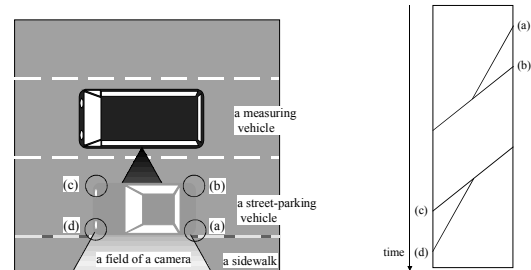 a measuring
vehicle
(c)
(b)
a street-parking
vehicle
(d)
(a)
a field of a camera
a sidewalk
(a)
(b)
(c)
time
(d)